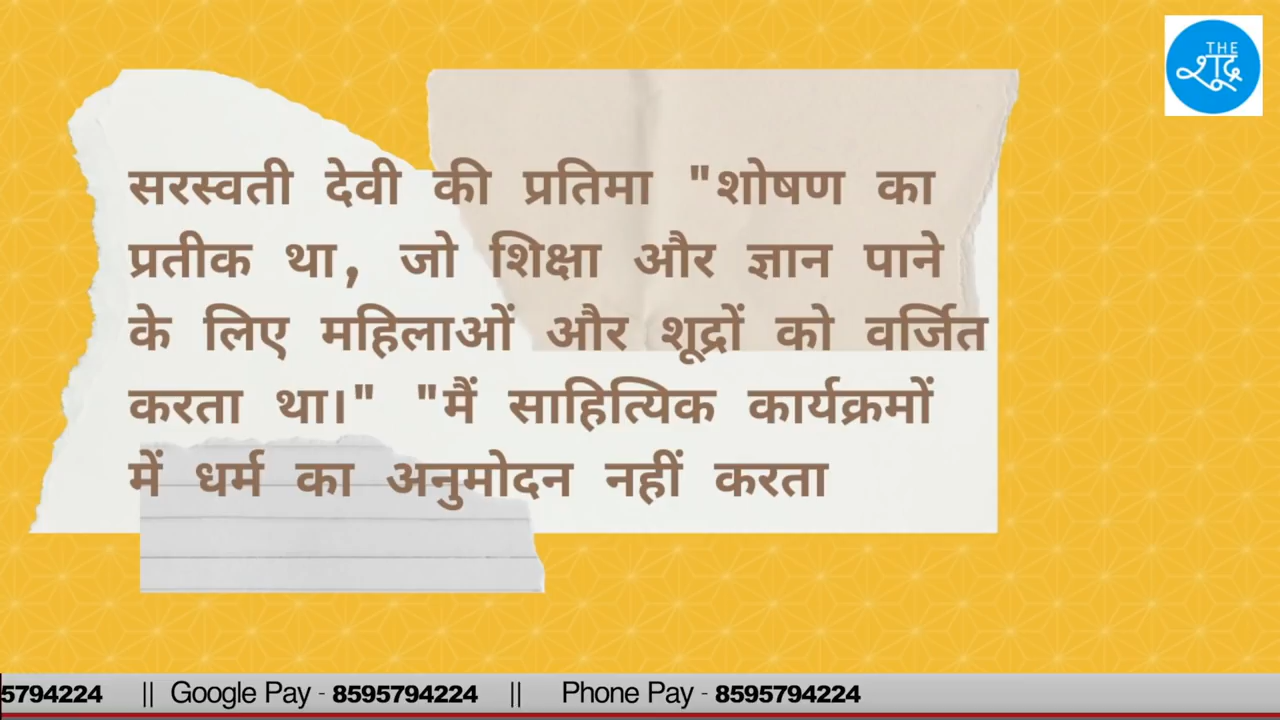 THE
शूद्र
सरस्वती देवी की प्रतिमा "शोषण का
प्रतीक था, जो शिक्षा और ज्ञान पाने
के लिए महिलाओं और शूद्रों को वर्जित
करता था।" "मैं साहित्यिक कार्यक्रमों
में धर्म का अनुमोदन नहीं करता
5794224 || Google Pay - 8595794224 || Phone Pay - 8595794224